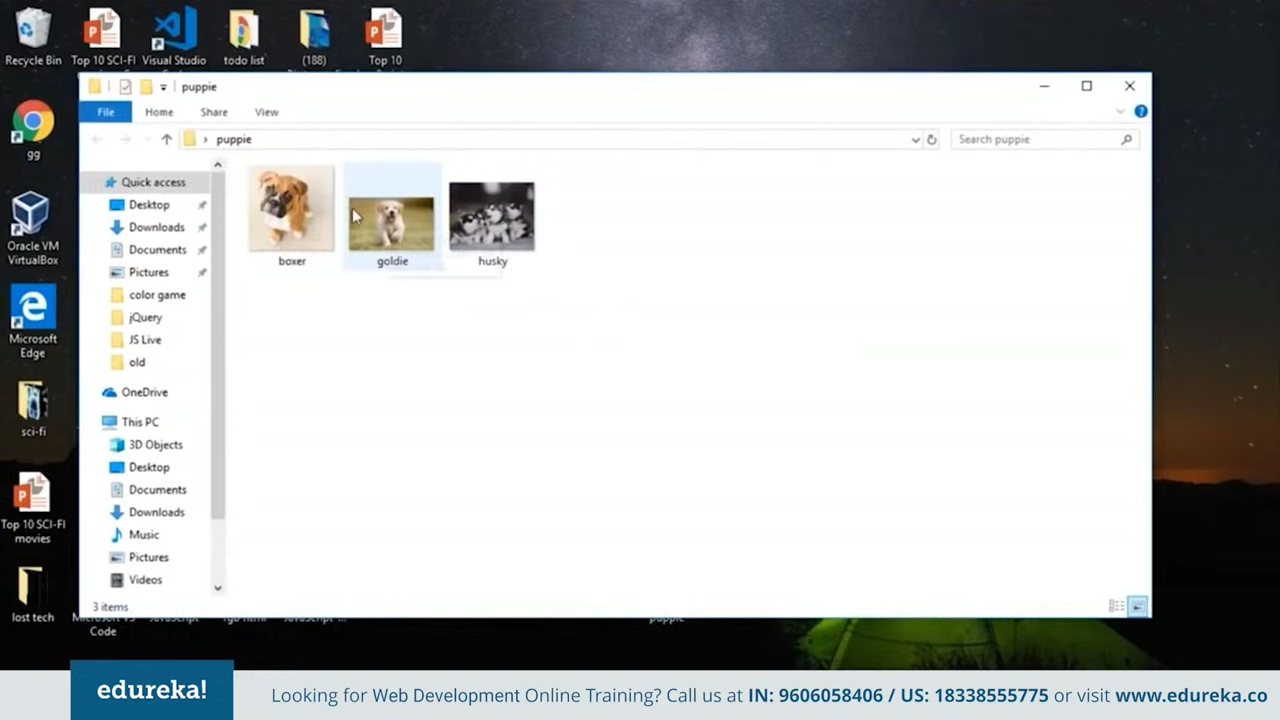 Recycle Bin
Top 10 SCI-FI
Visual Studio
todo list
(188)
Top 10
puppie
File
Home
Share
View
puppie
Search puppie
gg
Quick access
Desktop
Downloads
Documents
Pictures
color game
jQuery
JS Live
old
OneDrive
This PC
3D Objects
Desktop
Documents
Downloads
Music
Pictures
Videos
boxer
goldie
husky
3 items
Oracle VM
VirtualBox
Microsoft
Edge
sci-fi
Top 10 SCI-FI
movies
lost tech
Code
puppie
edureka!
Looking for Web Development Online Training? Call us at IN: 9606058406 / US: 18338555775 or visit www.edureka.co